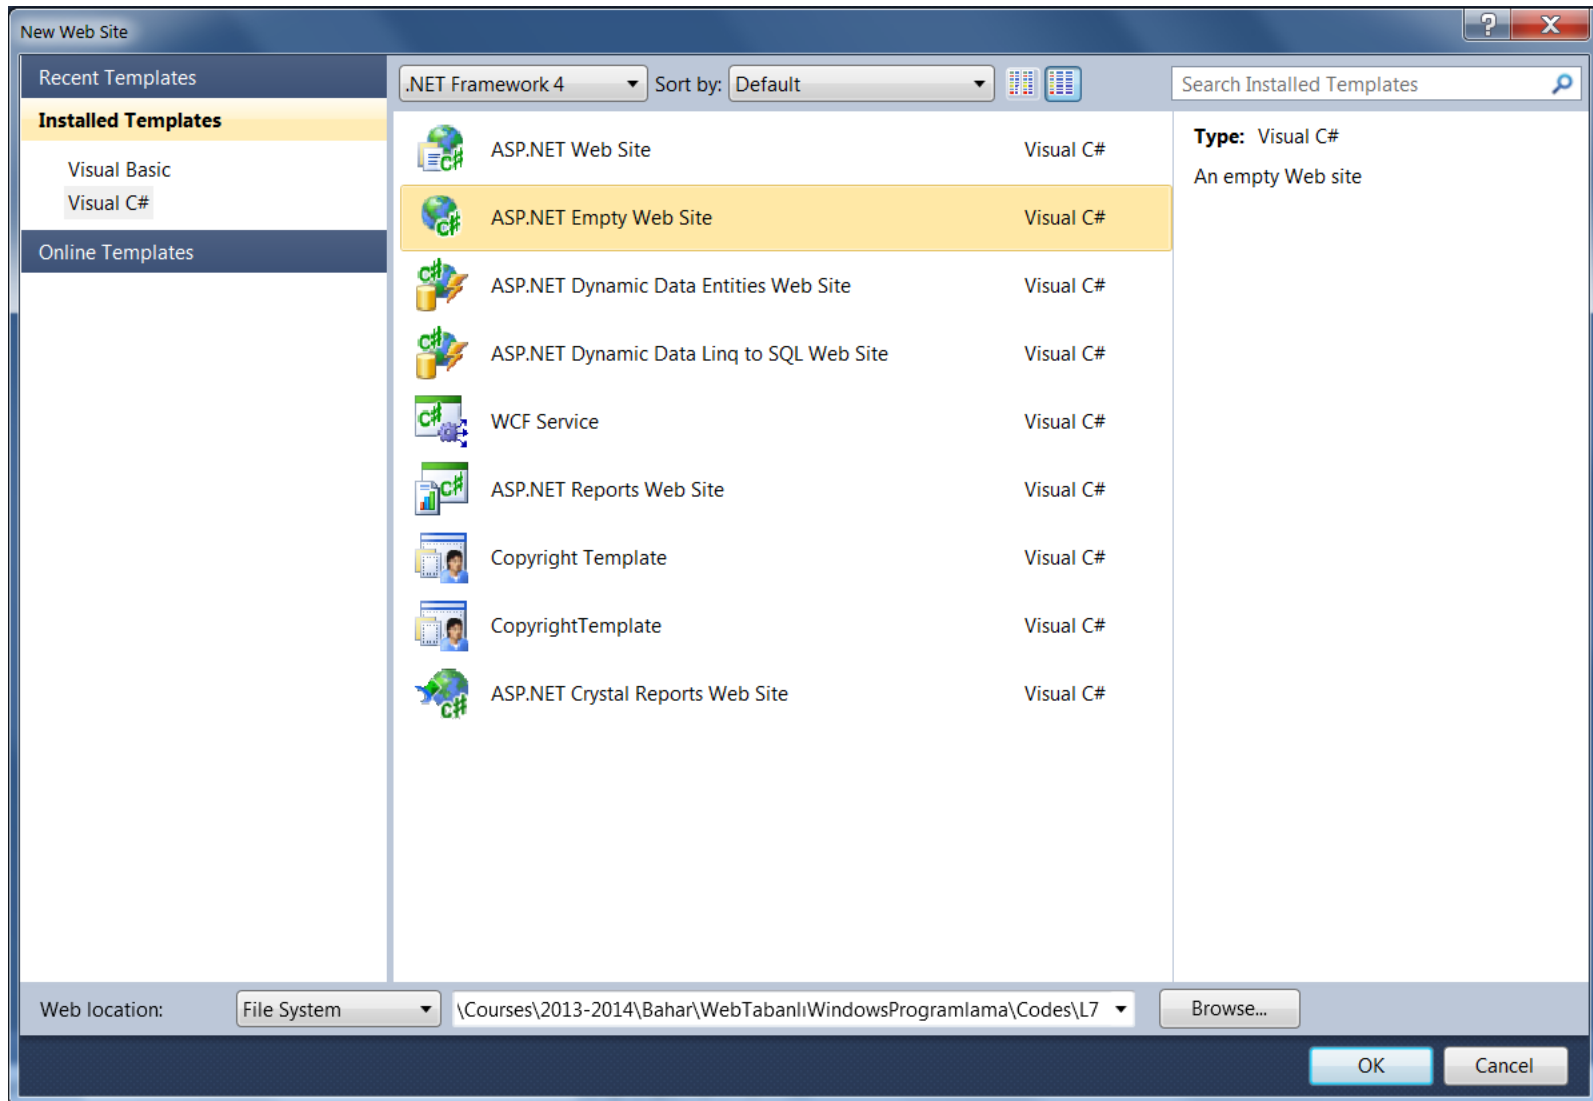 New Web Site
Recent Templates
Installed Templates
Visual Basic
Visual C#
Online Templates
.NET Framework 4 Sort by: Default
ASP.NET Web Site Visual C#
ASP.NET Empty Web Site Visual C#
ASP.NET Dynamic Data Entities Web Site Visual C#
ASP.NET Dynamic Data Linq to SQL Web Site Visual C#
WCF Service Visual C#
ASP.NET Reports Web Site Visual C#
Copyright Template Visual C#
CopyrightTemplate Visual C#
ASP.NET Crystal Reports Web Site Visual C#
Search Installed Templates
Type: Visual C#
An empty Web site
Web location: File System \Courses\2013-2014\Bahar\WebTabanlıWindowsProgramlama\Codes\L7 Browse...
OK Cancel